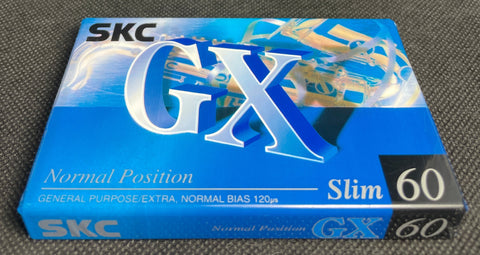 SKC
GX
Normal Position
GENERAL PURPOSE/EXTRA, NORMAL BIAS 120μs
Slim 60
SKC Normal Position GX 60